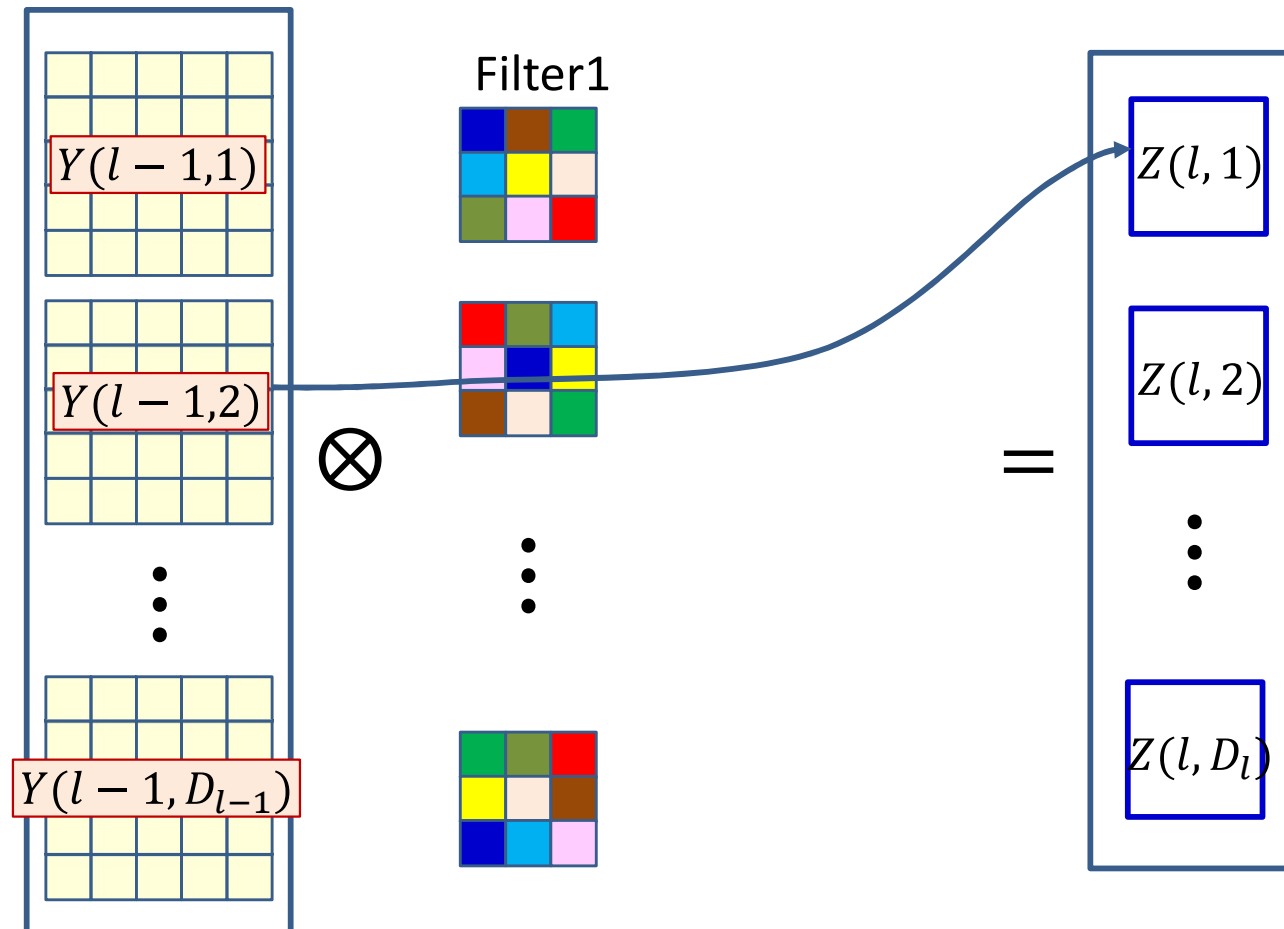 Filter1
Y(l − 1,1)
Z(l, 1)
Y(l − 1,2)
Z(l, 2)
⊗
=
Y(l − 1, D_{l−1})
Z(l, D_l)